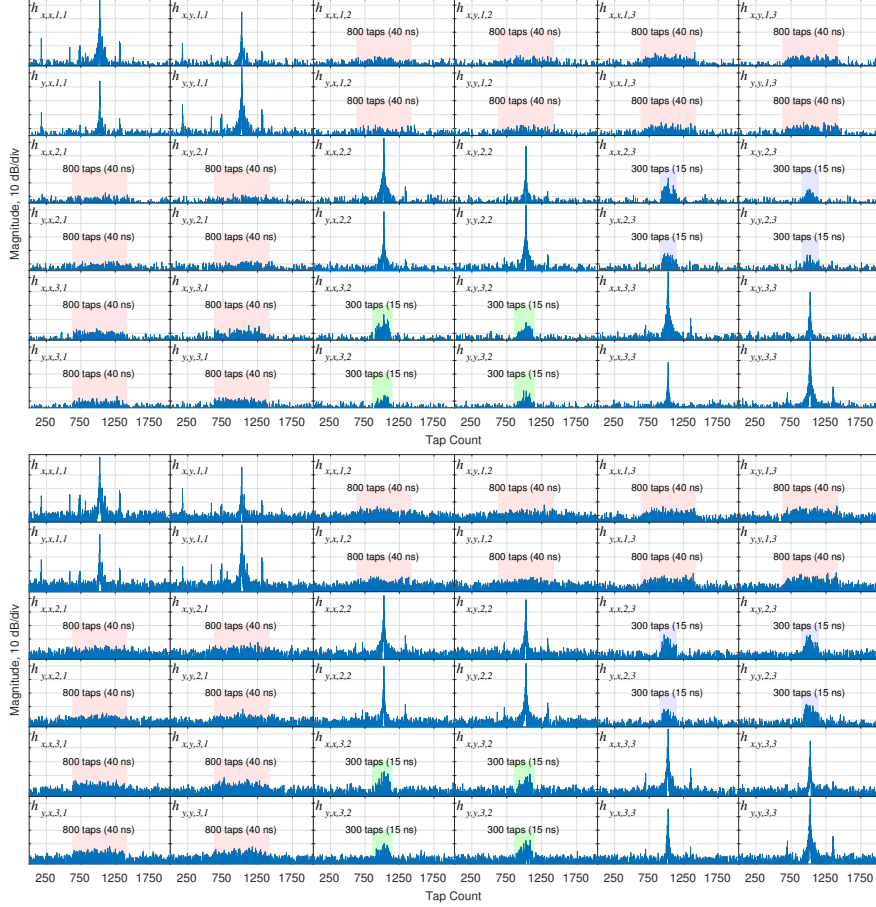 h x,x,1,1 h x,y,1,1 h x,x,1,2 h x,y,1,2 h x,x,1,3 h x,y,1,3
800 taps (40 ns) 800 taps (40 ns) 800 taps (40 ns) 800 taps (40 ns)
h y,x,1,1 h y,y,1,1 h y,x,1,2 h y,y,1,2 h y,x,1,3 h y,y,1,3
800 taps (40 ns) 800 taps (40 ns) 800 taps (40 ns) 800 taps (40 ns)
h x,x,2,1 h x,y,2,1 h x,x,2,2 h x,y,2,2 h x,x,2,3 h x,y,2,3
800 taps (40 ns) 800 taps (40 ns) 300 taps (15 ns) 300 taps (15 ns)
h y,x,2,1 h y,y,2,1 h y,x,2,2 h y,y,2,2 h y,x,2,3 h y,y,2,3
800 taps (40 ns) 800 taps (40 ns) 300 taps (15 ns) 300 taps (15 ns)
h x,x,3,1 h x,y,3,1 h x,x,3,2 h x,y,3,2 h x,x,3,3 h x,y,3,3
800 taps (40 ns) 800 taps (40 ns) 300 taps (15 ns) 300 taps (15 ns)
h y,x,3,1 h y,y,3,1 h y,x,3,2 h y,y,3,2 h y,x,3,3 h y,y,3,3
800 taps (40 ns) 800 taps (40 ns) 300 taps (15 ns) 300 taps (15 ns)
Magnitude, 10 dB/div
250 750 1250 1750 250 750 1250 1750 250 750 1250 1750 250 750 1250 1750 250 750 1250 1750 250 750 1250 1750
Tap Count
h x,x,1,1 h x,y,1,1 h x,x,1,2 h x,y,1,2 h x,x,1,3 h x,y,1,3
800 taps (40 ns) 800 taps (40 ns) 800 taps (40 ns) 800 taps (40 ns)
h y,x,1,1 h y,y,1,1 h y,x,1,2 h y,y,1,2 h y,x,1,3 h y,y,1,3
800 taps (40 ns) 800 taps (40 ns) 800 taps (40 ns) 800 taps (40 ns)
h x,x,2,1 h x,y,2,1 h x,x,2,2 h x,y,2,2 h x,x,2,3 h x,y,2,3
800 taps (40 ns) 800 taps (40 ns) 300 taps (15 ns) 300 taps (15 ns)
h y,x,2,1 h y,y,2,1 h y,x,2,2 h y,y,2,2 h y,x,2,3 h y,y,2,3
800 taps (40 ns) 800 taps (40 ns) 300 taps (15 ns) 300 taps (15 ns)
h x,x,3,1 h x,y,3,1 h x,x,3,2 h x,y,3,2 h x,x,3,3 h x,y,3,3
800 taps (40 ns) 800 taps (40 ns) 300 taps (15 ns) 300 taps (15 ns)
h y,x,3,1 h y,y,3,1 h y,x,3,2 h y,y,3,2 h y,x,3,3 h y,y,3,3
800 taps (40 ns) 800 taps (40 ns) 300 taps (15 ns) 300 taps (15 ns)
Magnitude, 10 dB/div
250 750 1250 1750 250 750 1250 1750 250 750 1250 1750 250 750 1250 1750 250 750 1250 1750 250 750 1250 1750
Tap Count